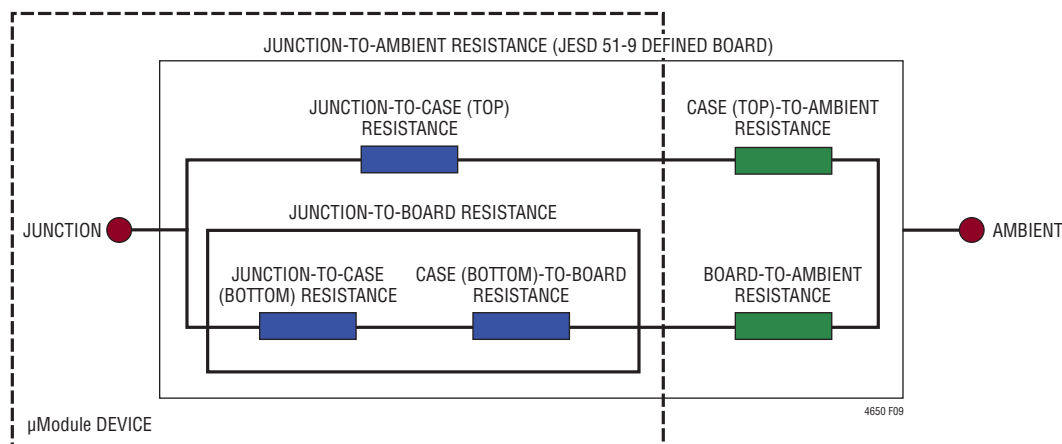 JUNCTION-TO-AMBIENT RESISTANCE (JESD 51-9 DEFINED BOARD)
JUNCTION-TO-CASE (TOP)
RESISTANCE
CASE (TOP)-TO-AMBIENT
RESISTANCE
JUNCTION-TO-BOARD RESISTANCE
JUNCTION
AMBIENT
JUNCTION-TO-CASE
(BOTTOM) RESISTANCE
CASE (BOTTOM)-TO-BOARD
RESISTANCE
BOARD-TO-AMBIENT
RESISTANCE
4650 F09
µModule DEVICE